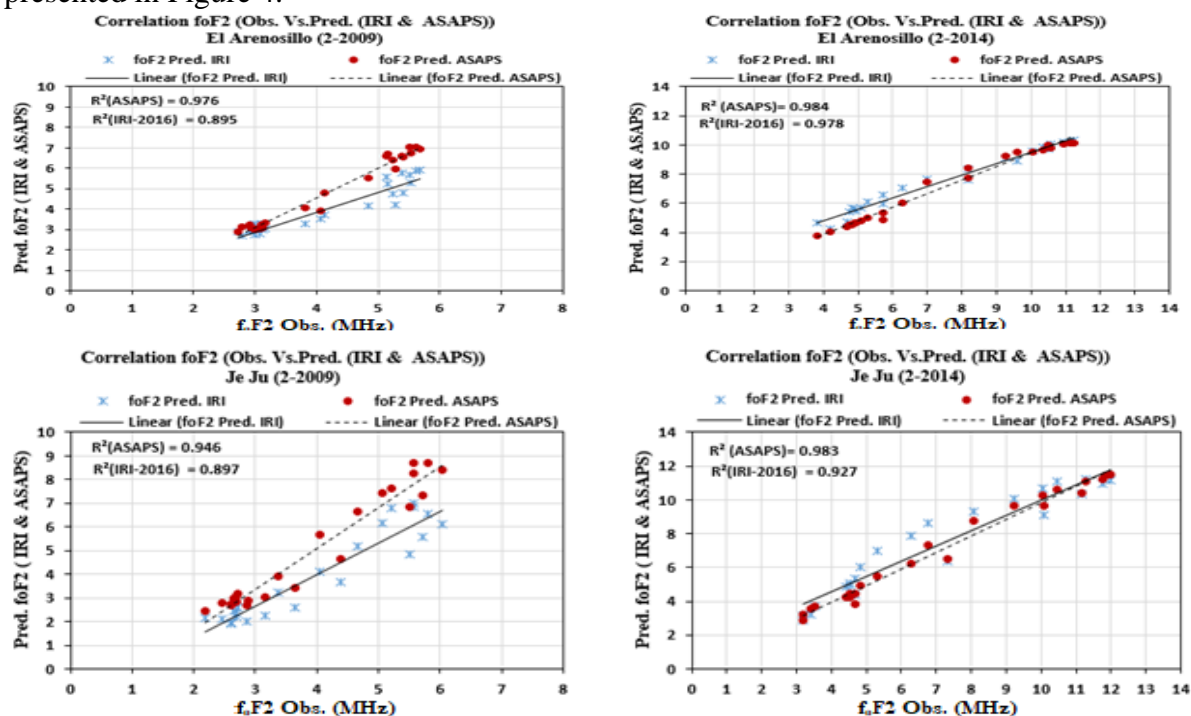 presented in Figure 4.
Correlation foF2 (Obs. Vs.Pred. (IRI & ASAPS))
El Arenosillo (2-2009)
foF2 Pred. IRI
foF2 Pred. ASAPS
Linear (foF2 Pred. IRI)
Linear (foF2 Pred. ASAPS)
R²(ASAPS) = 0.976
R²(IRI-2016) = 0.895
Pred. foF2 ( IRI & ASAPS)
10
9
8
7
6
5
4
3
2
1
0
0 1 2 3 4 5 6 7 8
foF2 Obs. (MHz)
Correlation foF2 (Obs. Vs.Pred. (IRI & ASAPS))
El Arenosillo (2-2014)
foF2 Pred. IRI
foF2 Pred. ASAPS
Linear (foF2 Pred. IRI)
Linear (foF2 Pred. ASAPS)
R² (ASAPS)= 0.984
R²(IRI-2016) = 0.978
Pred. foF2 ( IRI & ASAPS)
14
12
10
8
6
4
2
0
0 1 2 3 4 5 6 7 8 9 10 11 12 13 14
foF2 Obs. (MHz)
Correlation foF2 (Obs. Vs.Pred. (IRI & ASAPS))
Je Ju (2-2009)
foF2 Pred. IRI
foF2 Pred. ASAPS
Linear (foF2 Pred. IRI)
Linear (foF2 Pred. ASAPS)
R²(ASAPS) = 0.946
R²(IRI-2016) = 0.897
Pred. foF2 ( IRI & ASAPS)
10
9
8
7
6
5
4
3
2
1
0
0 1 2 3 4 5 6 7 8
foF2 Obs. (MHz)
Correlation foF2 (Obs. Vs.Pred. (IRI & ASAPS))
Je Ju (2-2014)
foF2 Pred. IRI
foF2 Pred. ASAPS
Linear (foF2 Pred. IRI)
Linear (foF2 Pred. ASAPS)
R² (ASAPS)= 0.983
R²(IRI-2016) = 0.927
Pred. foF2 ( IRI & ASAPS)
14
12
10
8
6
4
2
0
0 1 2 3 4 5 6 7 8 9 10 11 12 13 14
foF2 Obs. (MHz)